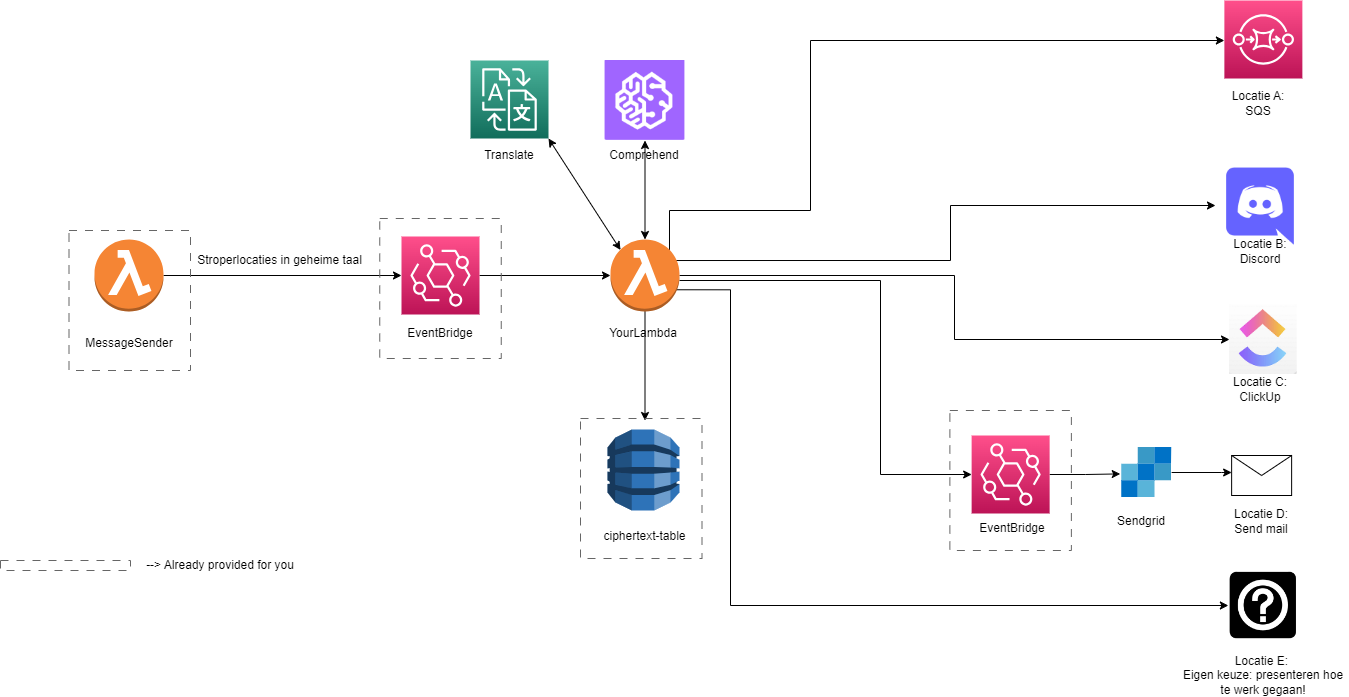 Locatie A:
SQS
Translate
Comprehend
Locatie B:
Discord
Stroperlocaties in geheime taal
MessageSender
EventBridge
YourLambda
Locatie C:
ClickUp
EventBridge
Sendgrid
Locatie D:
Send mail
ciphertext-table
--> Already provided for you
Locatie E:
Eigen keuze: presenteren hoe
te werk gegaan!